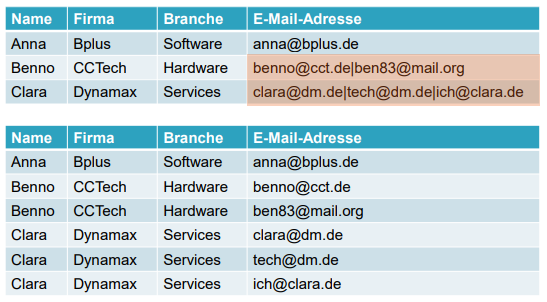 Name Firma Branche E-Mail-Adresse
Anna Bplus Software anna@bplus.de
Benno CCTech Hardware benno@cct.de|ben83@mail.org
Clara Dynamax Services clara@dm.de|tech@dm.de|ich@clara.de
Name Firma Branche E-Mail-Adresse
Anna Bplus Software anna@bplus.de
Benno CCTech Hardware benno@cct.de
Benno CCTech Hardware ben83@mail.org
Clara Dynamax Services clara@dm.de
Clara Dynamax Services tech@dm.de
Clara Dynamax Services ich@clara.de